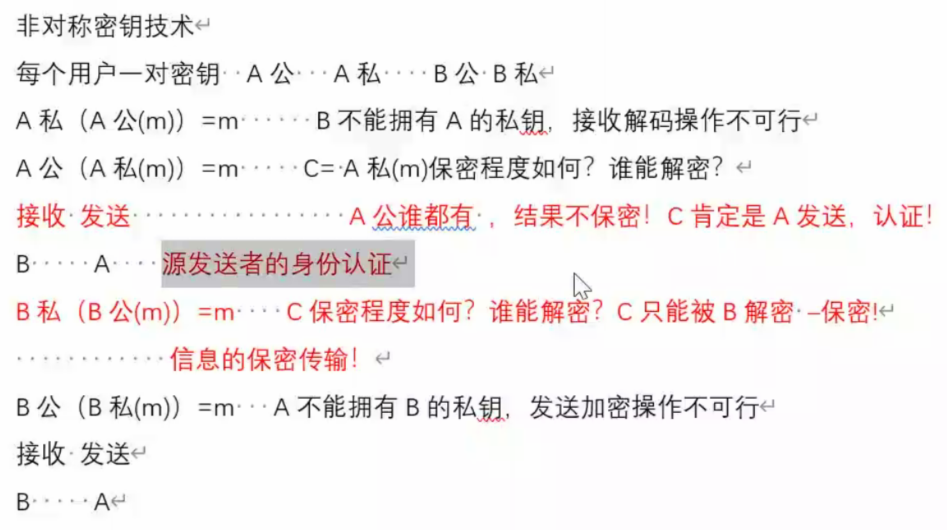 非对称密钥技术
每个用户一对密钥 A 公 A 私 B 公 B 私
A 私（A 公(m)）=m B 不能拥有 A 的私钥，接收解码操作不可行
A 公（A 私(m)）=m C= A 私(m)保密程度如何？谁能解密？
接收 发送 A 公谁都有 ，结果不保密！C 肯定是 A 发送，认证！
B A 源发送者的身份认证
B 私（B 公(m)）=m C 保密程度如何？谁能解密？C 只能被 B 解密 –保密!
信息的保密传输！
B 公（B 私(m)）=m A 不能拥有 B 的私钥，发送加密操作不可行
接收 发送
B A